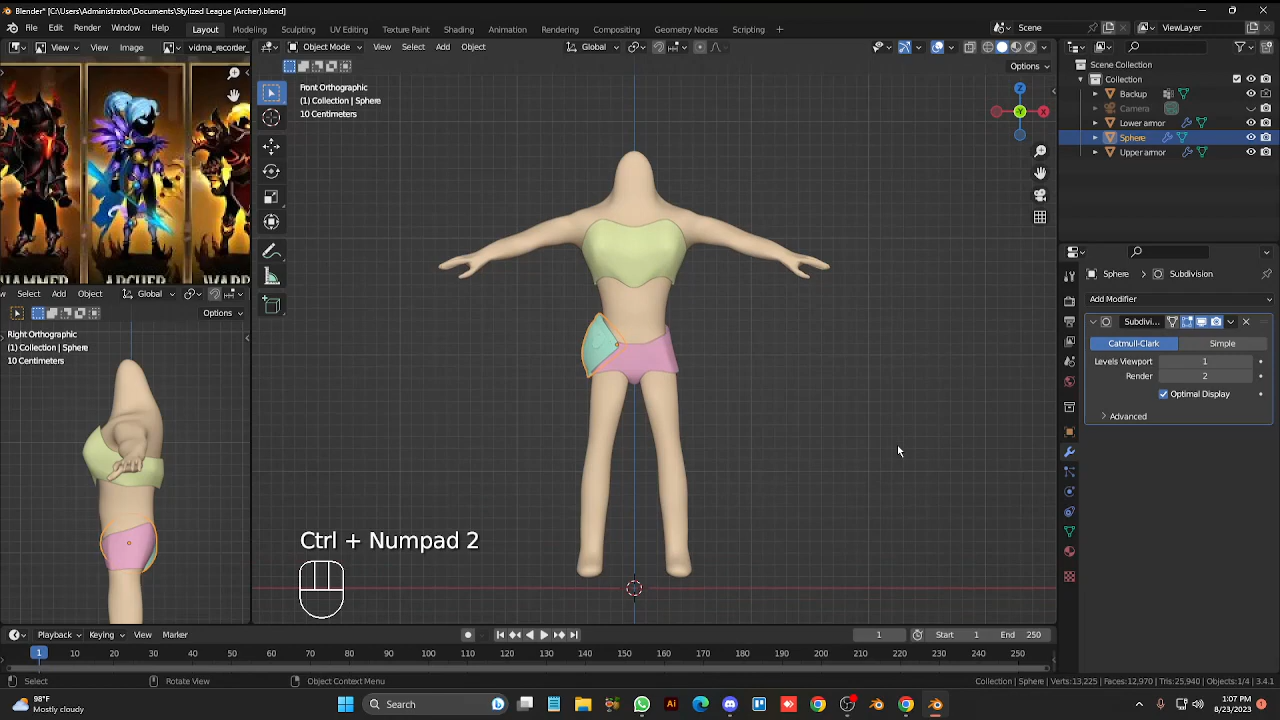 Blender* [C:\Users\Administrator\Documents\Stylized League (Archer).blend]
File Edit Render Window Help Layout Modeling Sculpting UV Editing Texture Paint Shading Animation Rendering Compositing Geometry Nodes Scripting + Scene ViewLayer
View View Image vidma_recorder_
Object Mode View Select Add Object Global
Options
HAMMER ARCHER
Select Add Object Global
Options
Right Orthographic
(1) Collection | Sphere
10 Centimeters
Front Orthographic
(1) Collection | Sphere
10 Centimeters
Z
X
Y
Ctrl + Numpad 2
Scene Collection
Collection
Backup
Camera
Lower armor
Sphere
Upper armor
Sphere > Subdivision
Add Modifier
Subdivi...
Catmull-Clark Simple
Levels Viewport 1
Render 2
Optimal Display
Advanced
Playback Keying View Marker 1 Start 1 End 250
1 10 20 30 40 50 60 70 80 90 100 110 120 130 140 150 160 170 180 190 200 210 220 230 240 250
Select Rotate View Object Context Menu Collection | Sphere | Verts:13,225 | Faces:12,970 | Tris:25,940 | Objects:1/4 | 3.4.1
98°F
Mostly cloudy
Search
1:07 PM
8/23/2023